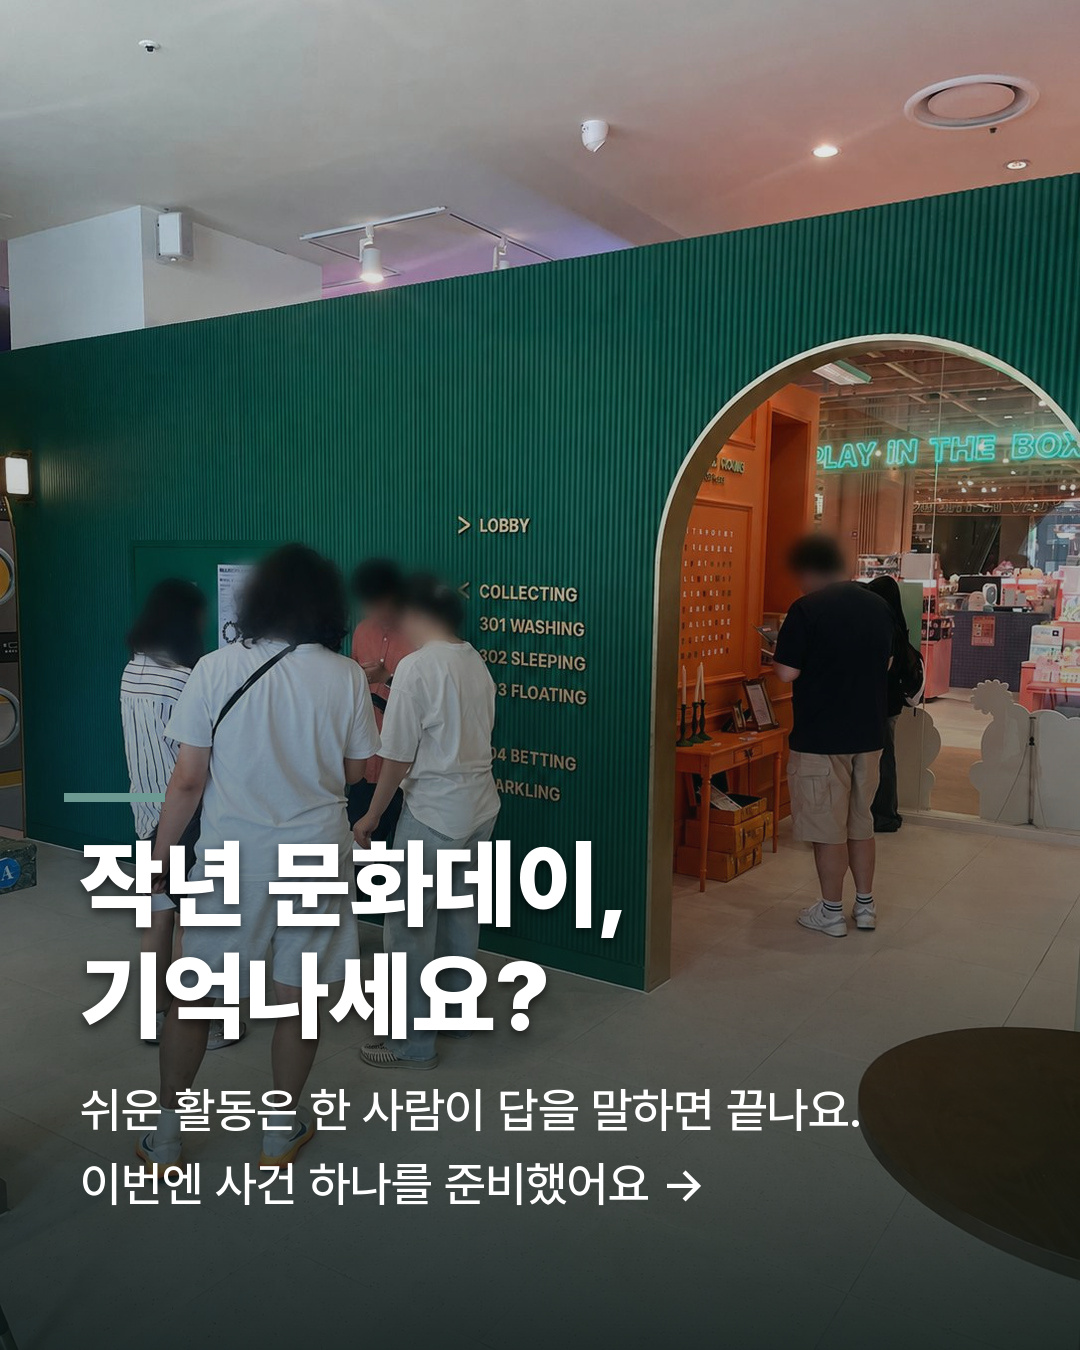 PLAY iN THE BOX
> LOBBY
< COLLECTING
301 WASHING
302 SLEEPING
03 FLOATING
04 BETTING
ARKLING
A
작년 문화데이,
기억나세요?
쉬운 활동은 한 사람이 답을 말하면 끝나요.
이번엔 사건 하나를 준비했어요 →